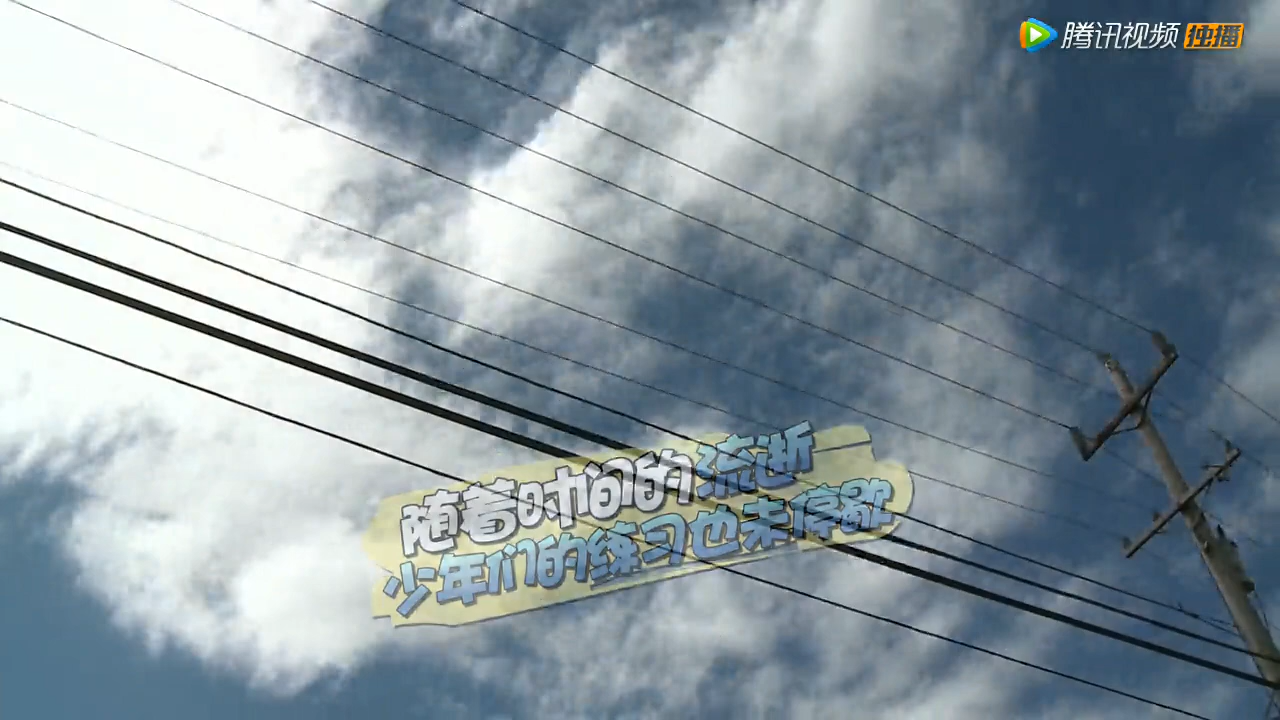 腾讯视频 独播
随着时间的流逝
少年们的练习也未停歇